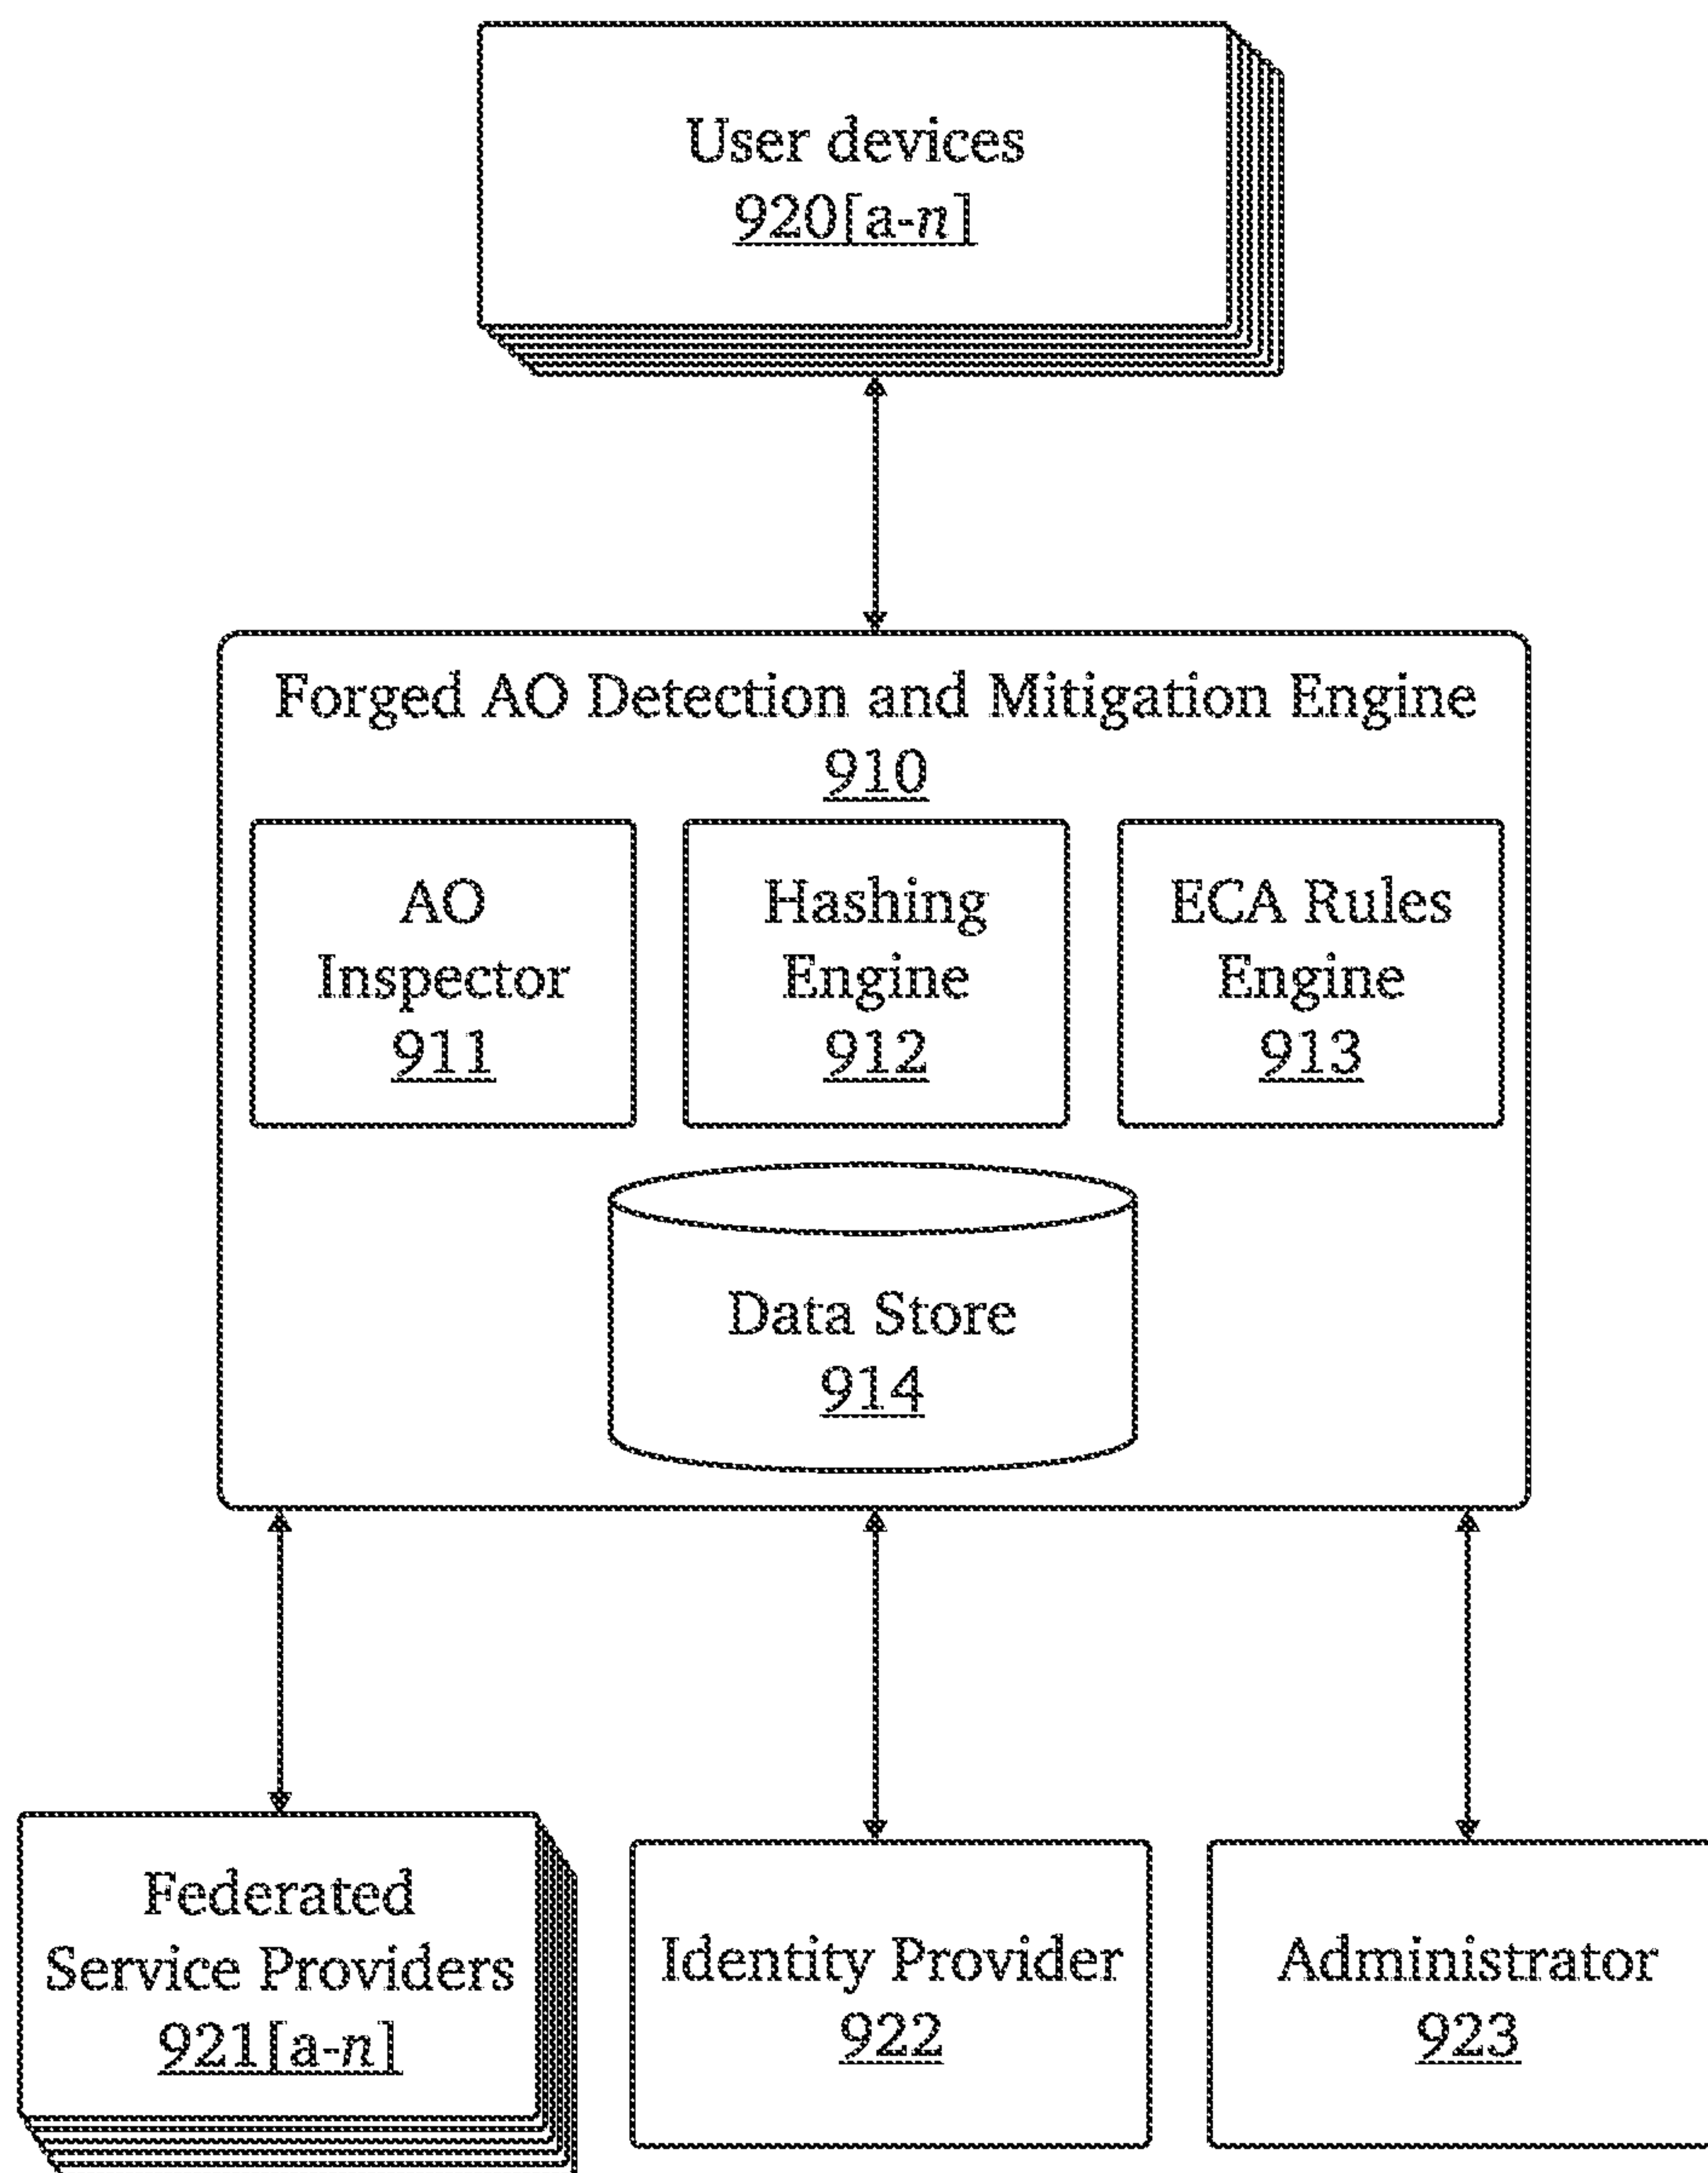 User devices
920[a-n]
Forged AO Detection and Mitigation Engine
910
AO
Inspector
911
Hashing
Engine
912
ECA Rules
Engine
913
Data Store
914
Federated
Service Providers
921[a-n]
Identity Provider
922
Administrator
923